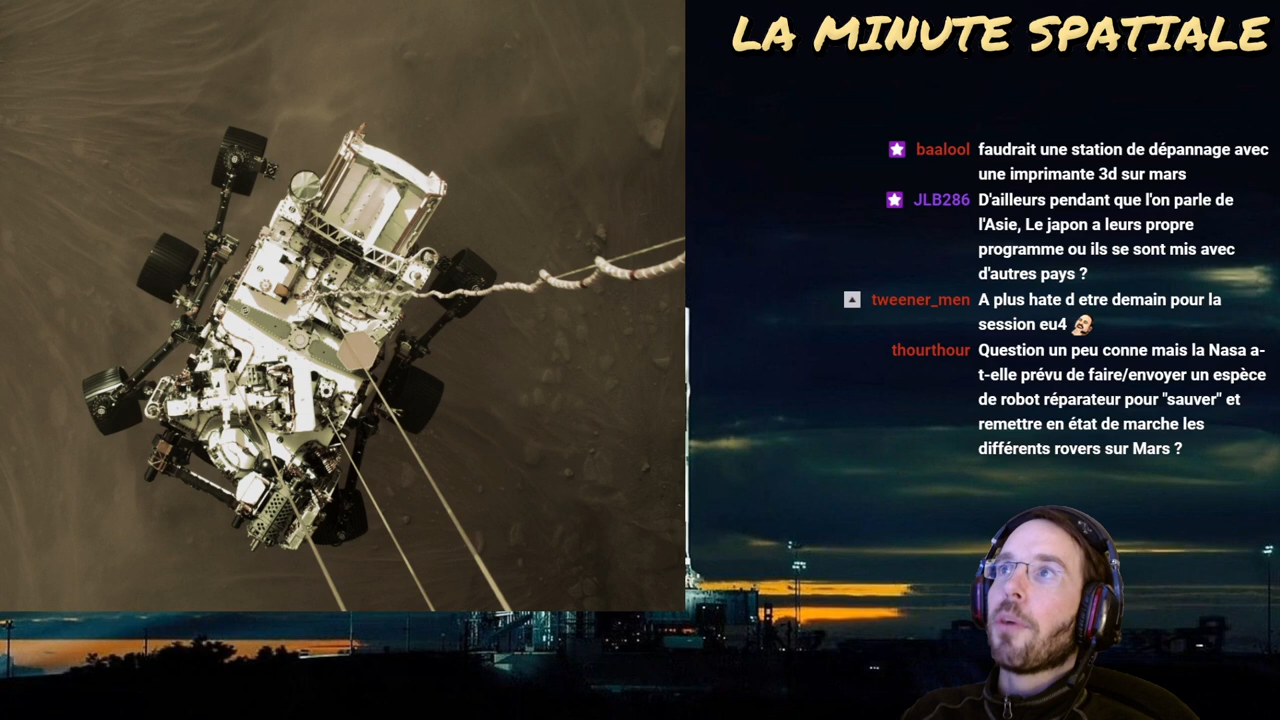 LA MINUTE SPATIALE
baalool faudrait une station de dépannage avec
une imprimante 3d sur mars
JLB286 D'ailleurs pendant que l'on parle de
l'Asie, Le japon a leurs propre
programme ou ils se sont mis avec
d'autres pays ?
tweener_men A plus hate d etre demain pour la
session eu4
thourthour Question un peu conne mais la Nasa a-
t-elle prévu de faire/envoyer un espèce
de robot réparateur pour "sauver" et
remettre en état de marche les
différents rovers sur Mars ?